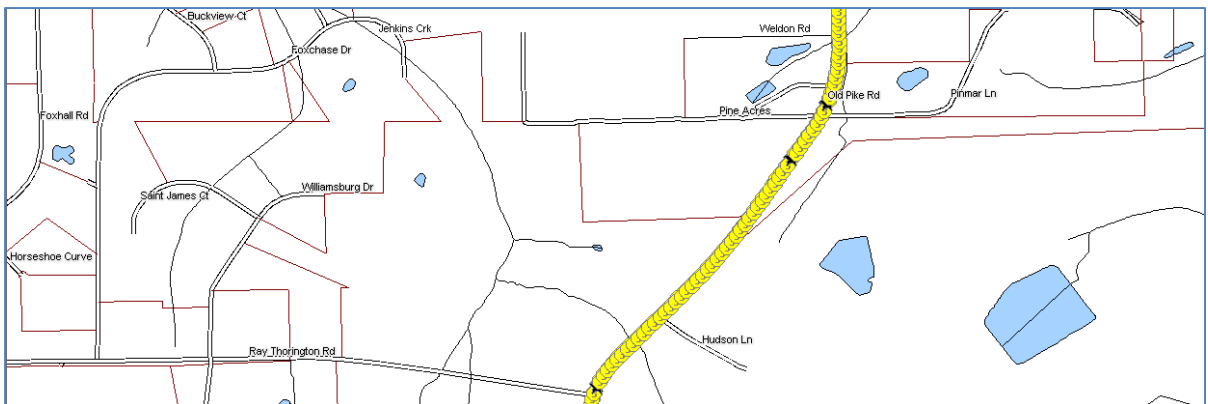 Buckview Ct
Jenkins Crk
Weldon Rd
Foxchase Dr
Old Pike Rd
Pinmar Ln
Foxhall Rd
Pine Acres
Williamsburg Dr
Saint James Ct
Horseshoe Curve
Hudson Ln
Ray Thorington Rd